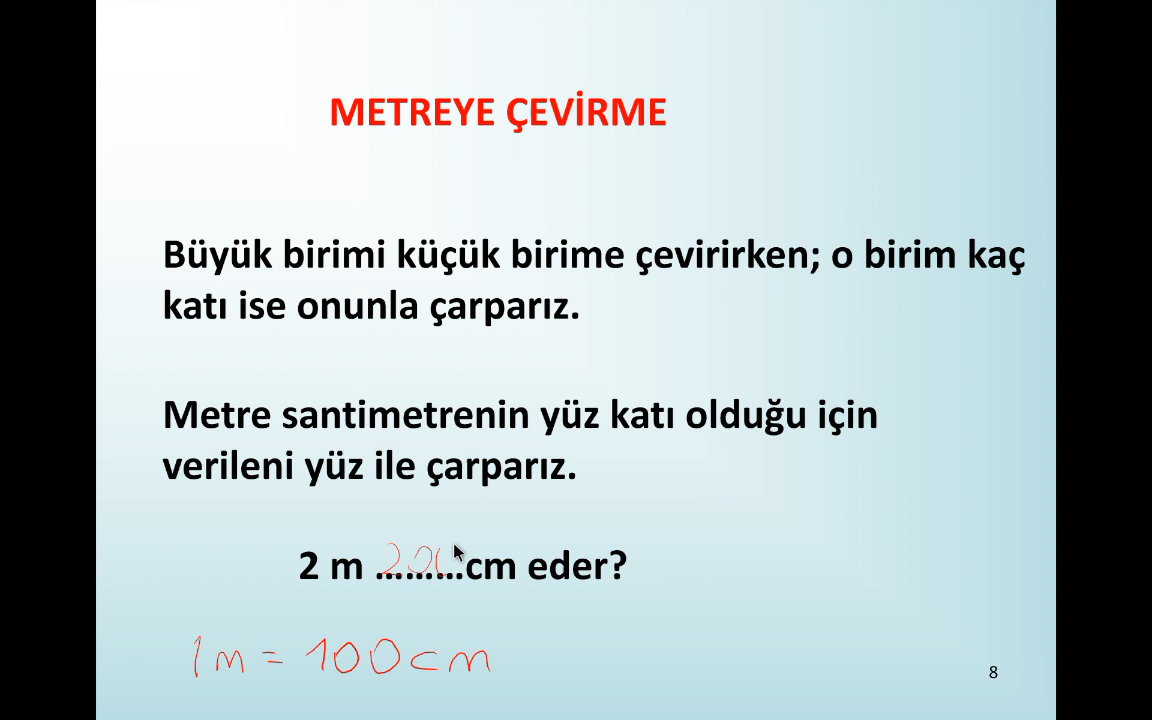 METREYE ÇEVİRME
Büyük birimi küçük birime çevirirken; o birim kaç
katı ise onunla çarparız.
Metre santimetrenin yüz katı olduğu için
verileni yüz ile çarparız.
2 m 200 cm eder?
1m = 100cm
8